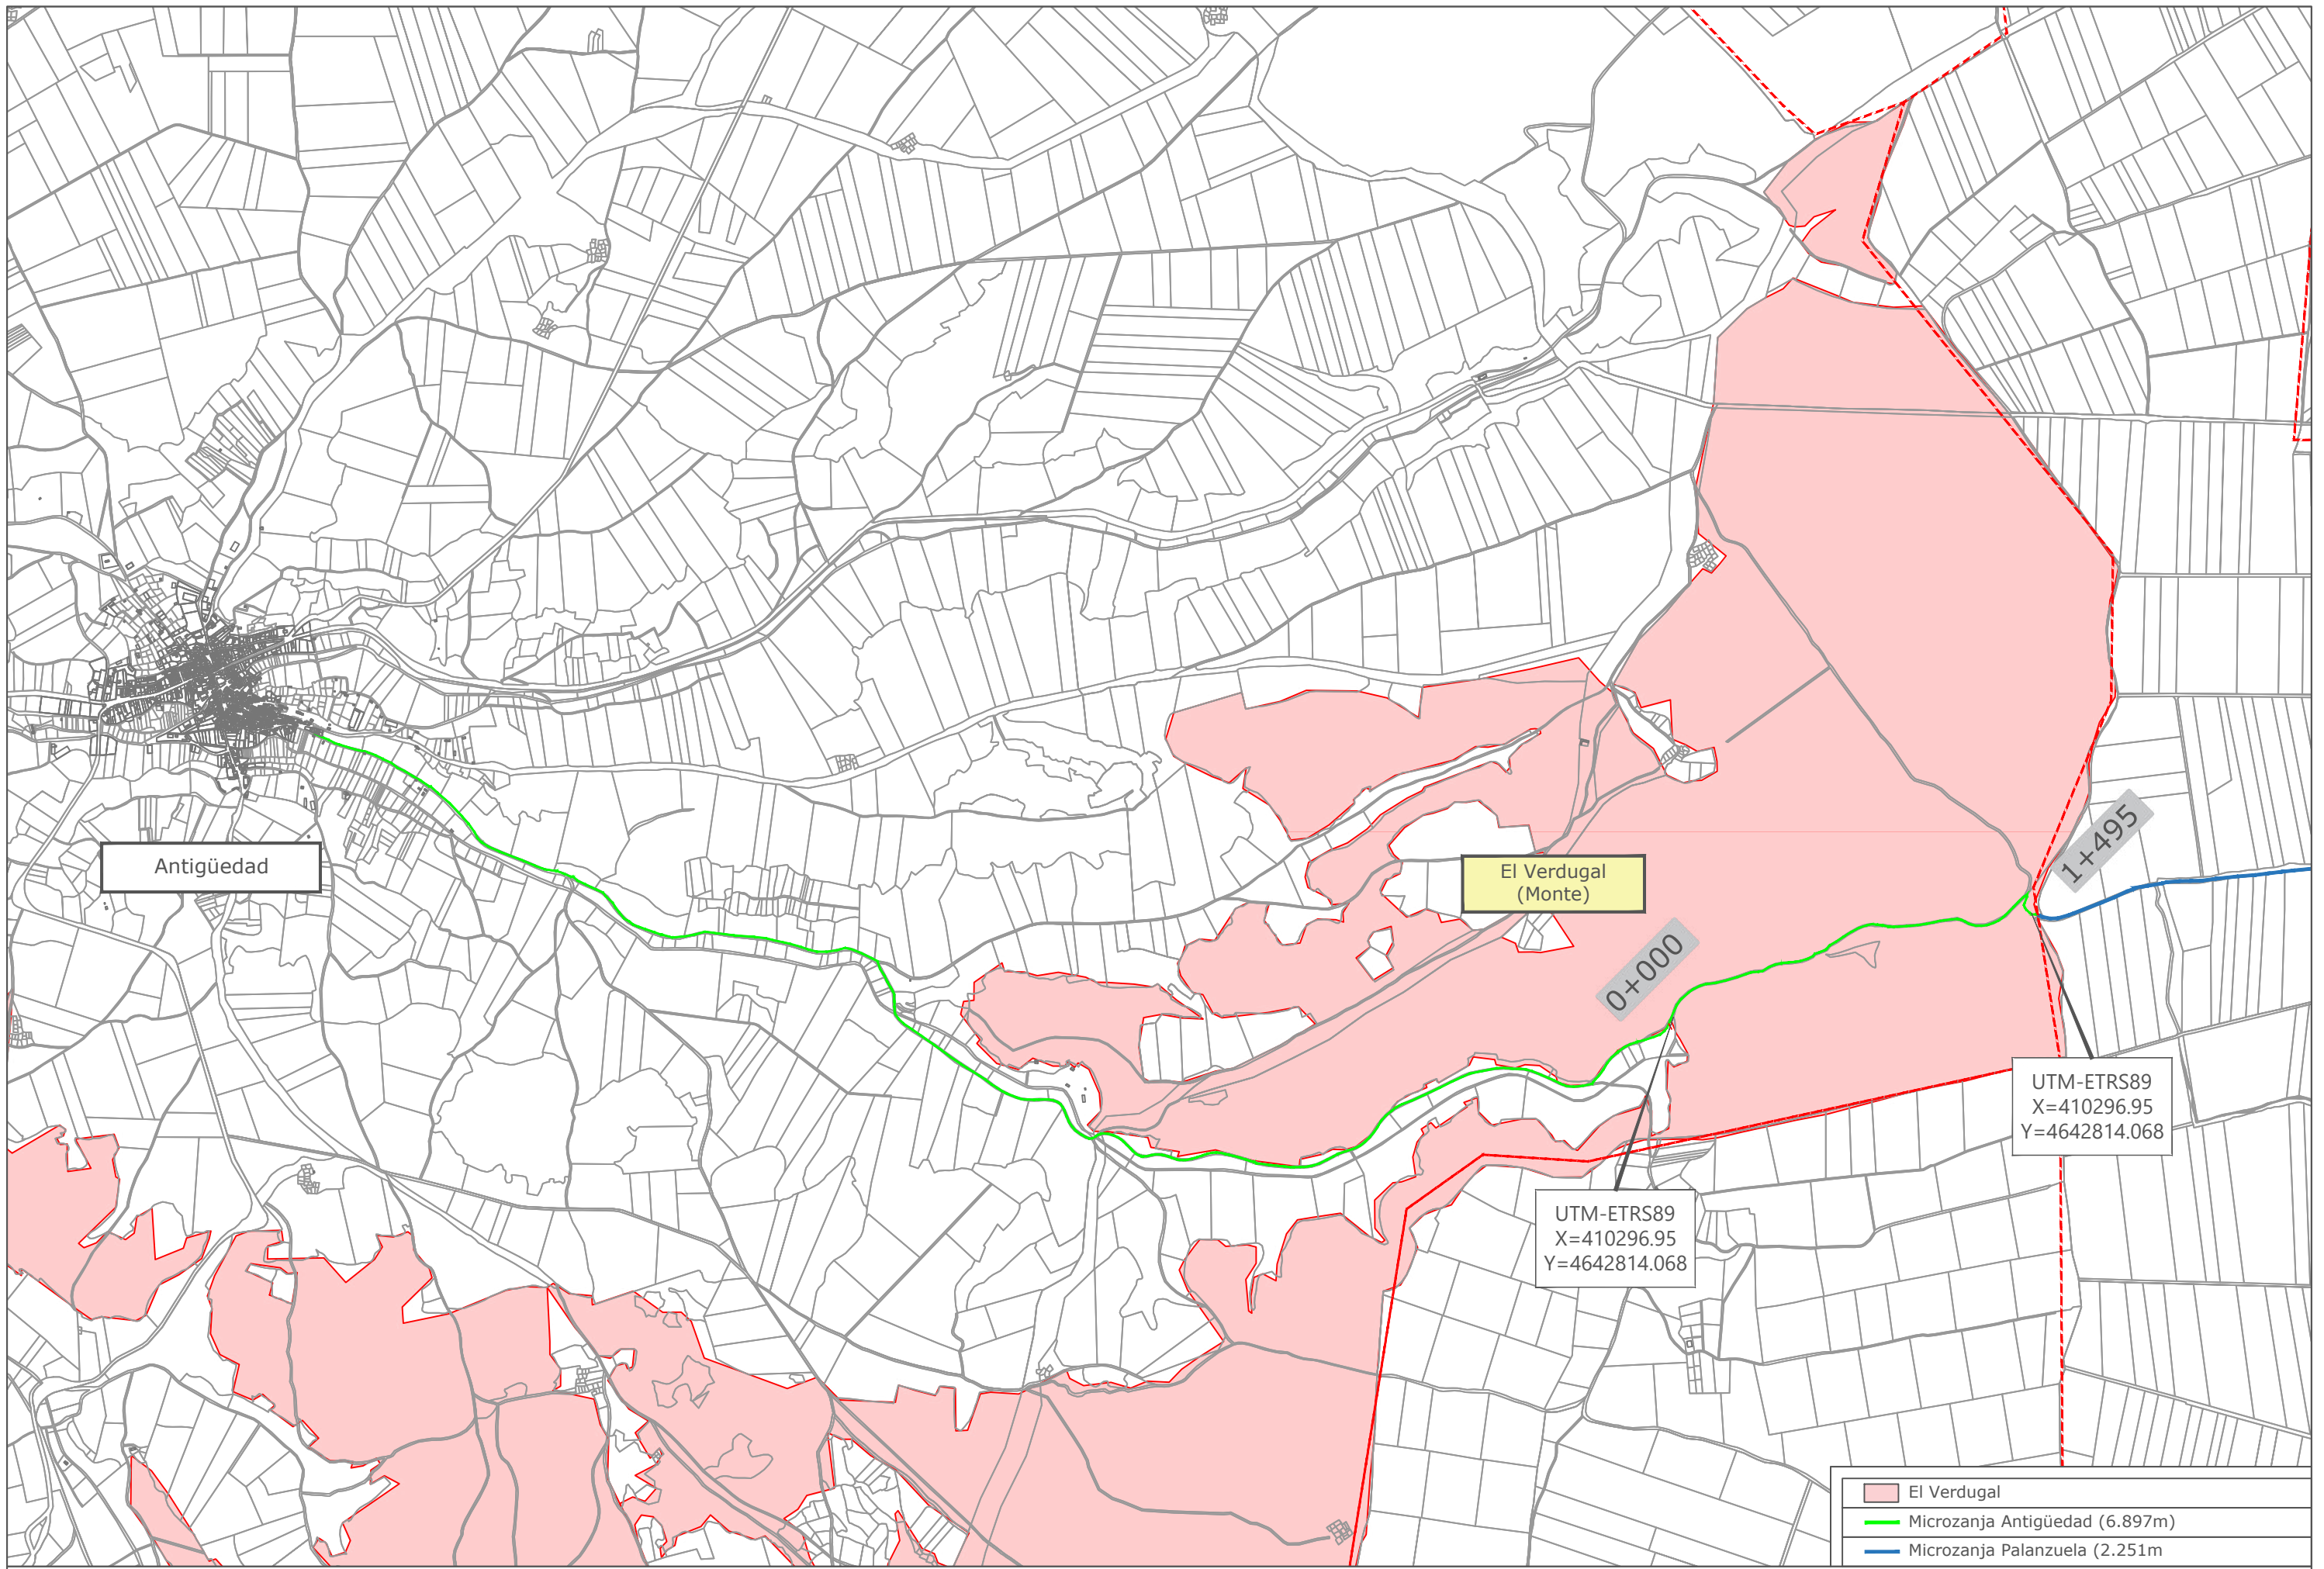 Antigüedad
El Verdugal
(Monte)
1+495
0+000
UTM-ETRS89
X=410296.95
Y=4642814.068
UTM-ETRS89
X=410296.95
Y=4642814.068
El Verdugal
Microzanja Antigüedad (6.897m)
Microzanja Palanzuela (2.251m